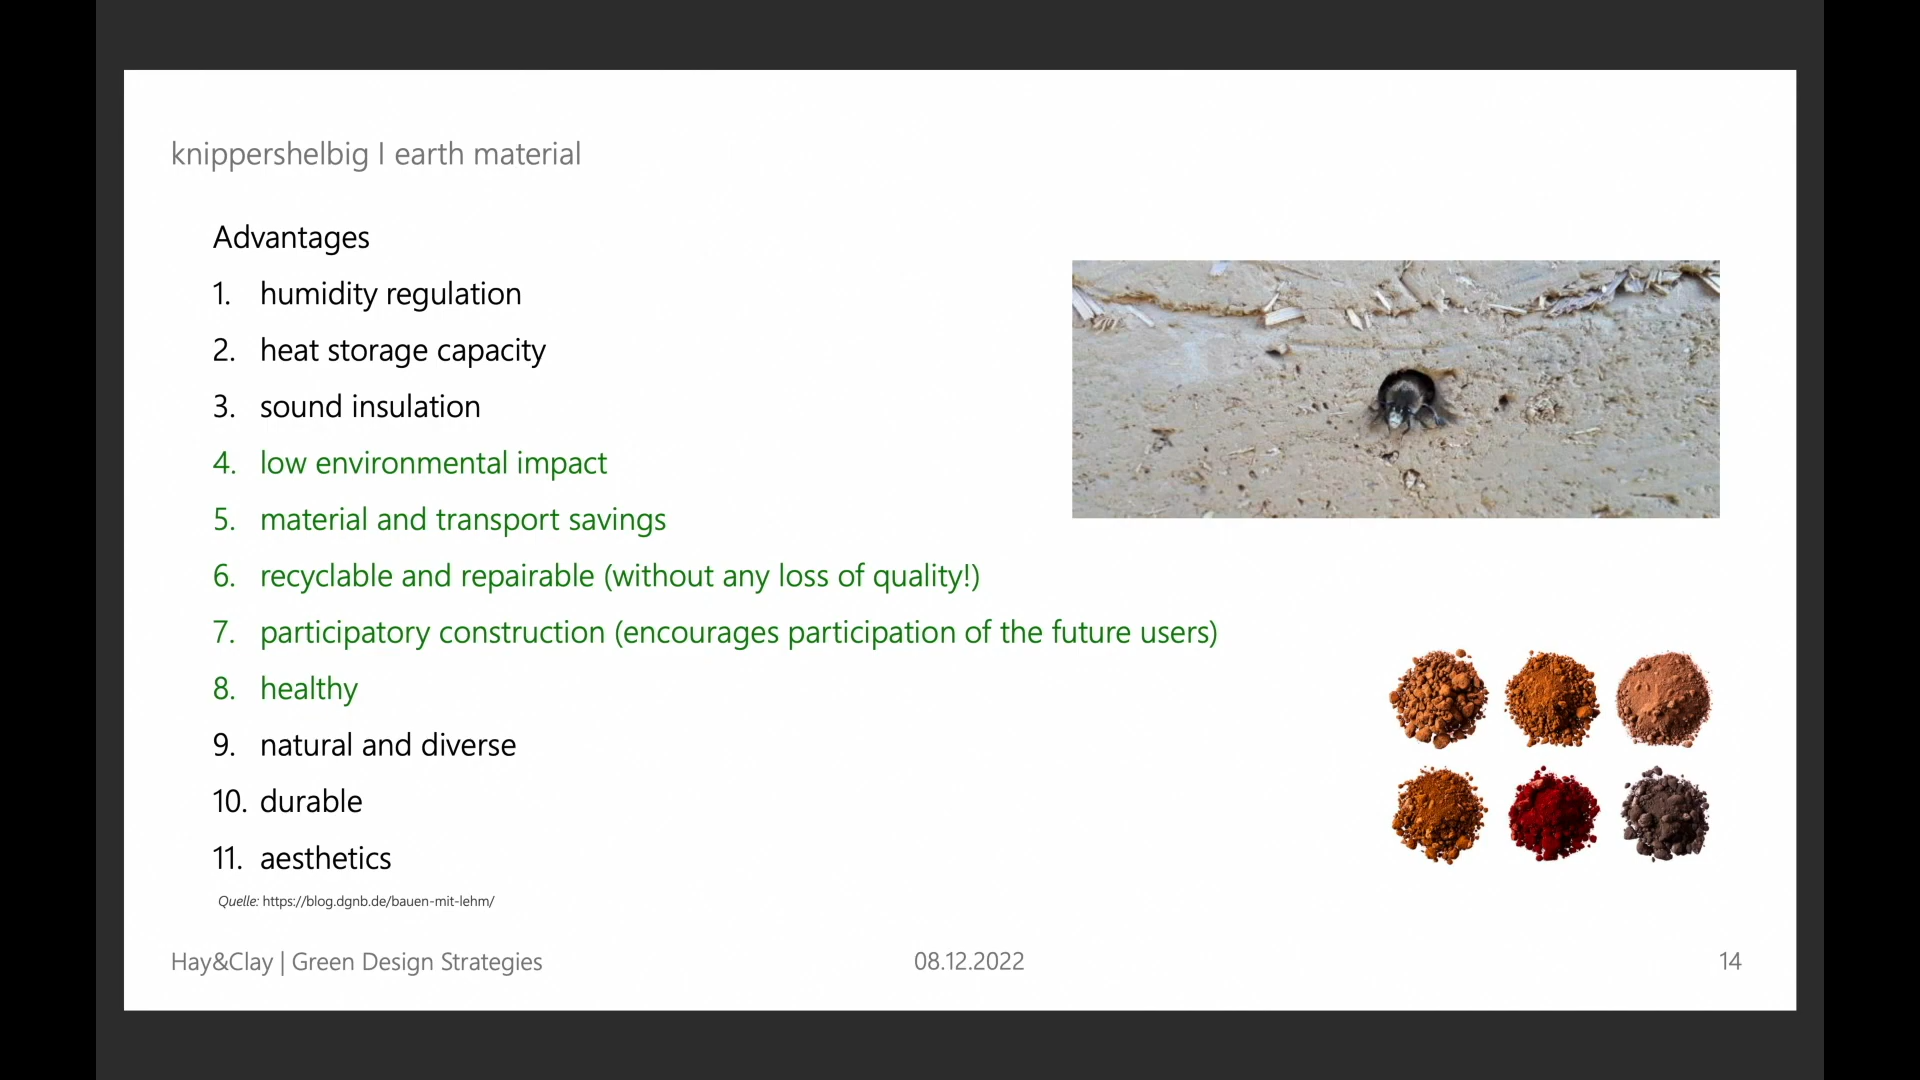 knippershelbig I earth material
Advantages
1. humidity regulation
2. heat storage capacity
3. sound insulation
4. low environmental impact
5. material and transport savings
6. recyclable and repairable (without any loss of quality!)
7. participatory construction (encourages participation of the future users)
8. healthy
9. natural and diverse
10. durable
11. aesthetics
Quelle: https://blog.dgnb.de/bauen-mit-lehm/
Hay&Clay | Green Design Strategies
08.12.2022
14